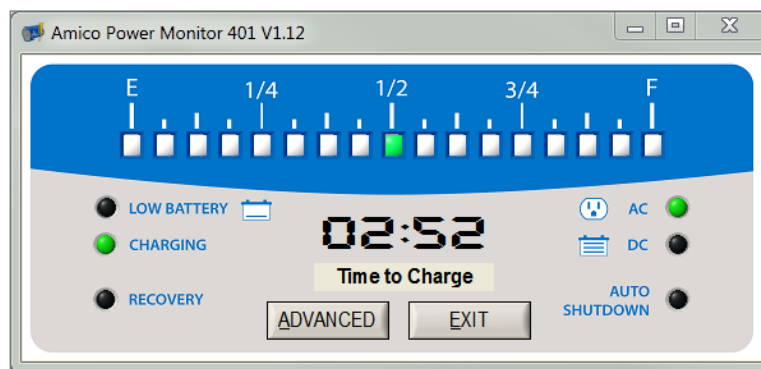 Amico Power Monitor 401 V1.12
E 1/4 1/2 3/4 F
LOW BATTERY
AC
CHARGING
02:52
DC
Time to Charge
RECOVERY
AUTO
SHUTDOWN
ADVANCED
EXIT